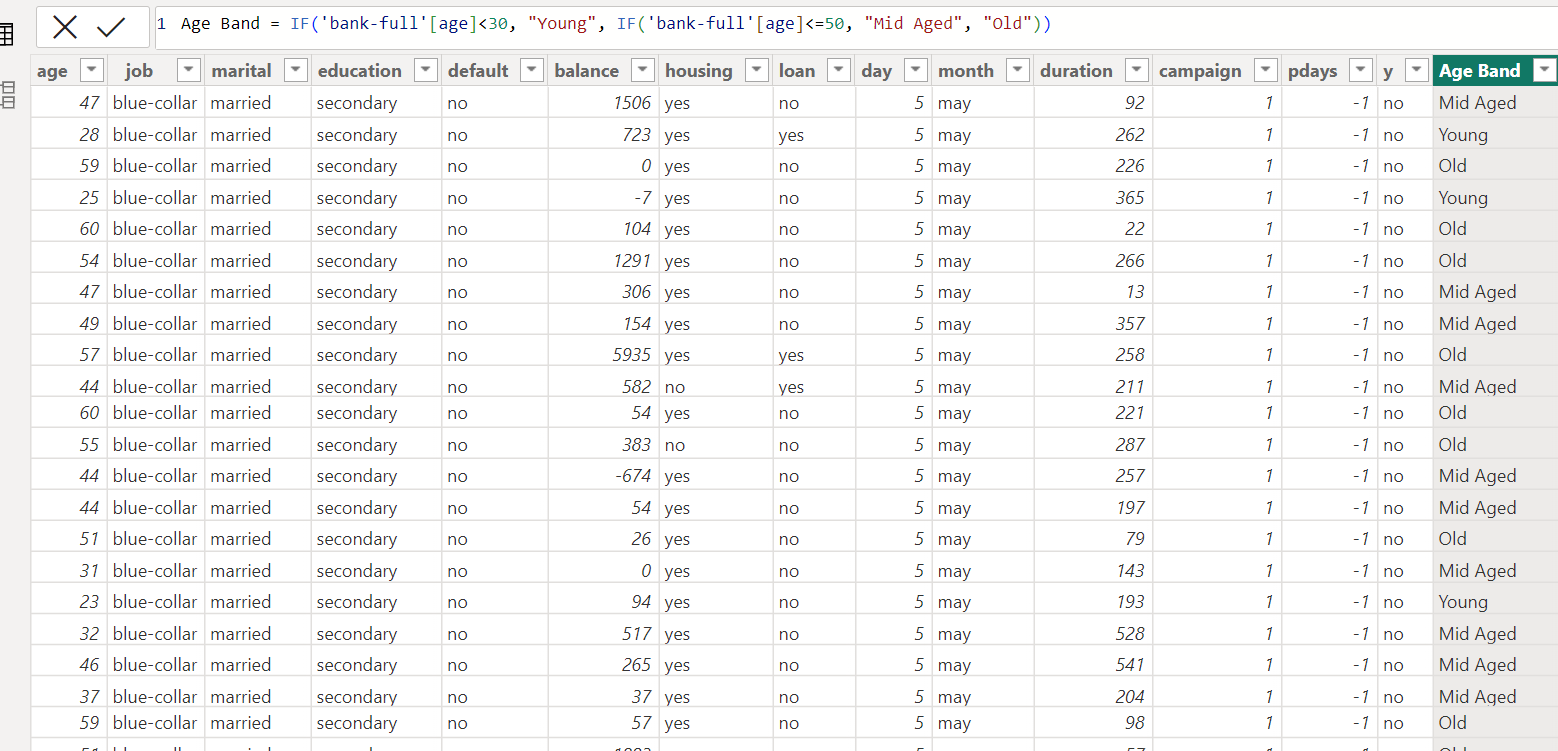 1 Age Band = IF('bank-full'[age]<30, "Young", IF('bank-full'[age]<=50, "Mid Aged", "Old"))
age job marital education default balance housing loan day month duration campaign pdays y Age Band
47 blue-collar married secondary no 1506 yes no 5 may 92 1 -1 no Mid Aged
28 blue-collar married secondary no 723 yes yes 5 may 262 1 -1 no Young
59 blue-collar married secondary no 0 yes no 5 may 226 1 -1 no Old
25 blue-collar married secondary no -7 yes no 5 may 365 1 -1 no Young
60 blue-collar married secondary no 104 yes no 5 may 22 1 -1 no Old
54 blue-collar married secondary no 1291 yes no 5 may 266 1 -1 no Old
47 blue-collar married secondary no 306 yes no 5 may 13 1 -1 no Mid Aged
49 blue-collar married secondary no 154 yes no 5 may 357 1 -1 no Mid Aged
57 blue-collar married secondary no 5935 yes yes 5 may 258 1 -1 no Old
44 blue-collar married secondary no 582 no yes 5 may 211 1 -1 no Mid Aged
60 blue-collar married secondary no 54 yes no 5 may 221 1 -1 no Old
55 blue-collar married secondary no 383 no no 5 may 287 1 -1 no Old
44 blue-collar married secondary no -674 yes no 5 may 257 1 -1 no Mid Aged
44 blue-collar married secondary no 54 yes no 5 may 197 1 -1 no Mid Aged
51 blue-collar married secondary no 26 yes no 5 may 79 1 -1 no Old
31 blue-collar married secondary no 0 yes no 5 may 143 1 -1 no Mid Aged
23 blue-collar married secondary no 94 yes no 5 may 193 1 -1 no Young
32 blue-collar married secondary no 517 yes no 5 may 528 1 -1 no Mid Aged
46 blue-collar married secondary no 265 yes no 5 may 541 1 -1 no Mid Aged
37 blue-collar married secondary no 37 yes no 5 may 204 1 -1 no Mid Aged
59 blue-collar married secondary no 57 yes no 5 may 98 1 -1 no Old